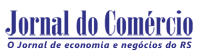 Jornal do Comércio
O Jornal de economia e negócios do RS